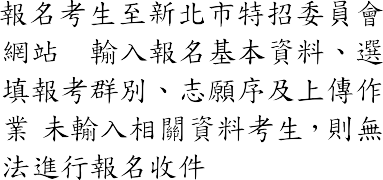 報名考生至新北市特招委員會
網站　輸入報名基本資料、選
填報考群別、志願序及上傳作
業 未輸入相關資料考生，則無
法進行報名收件